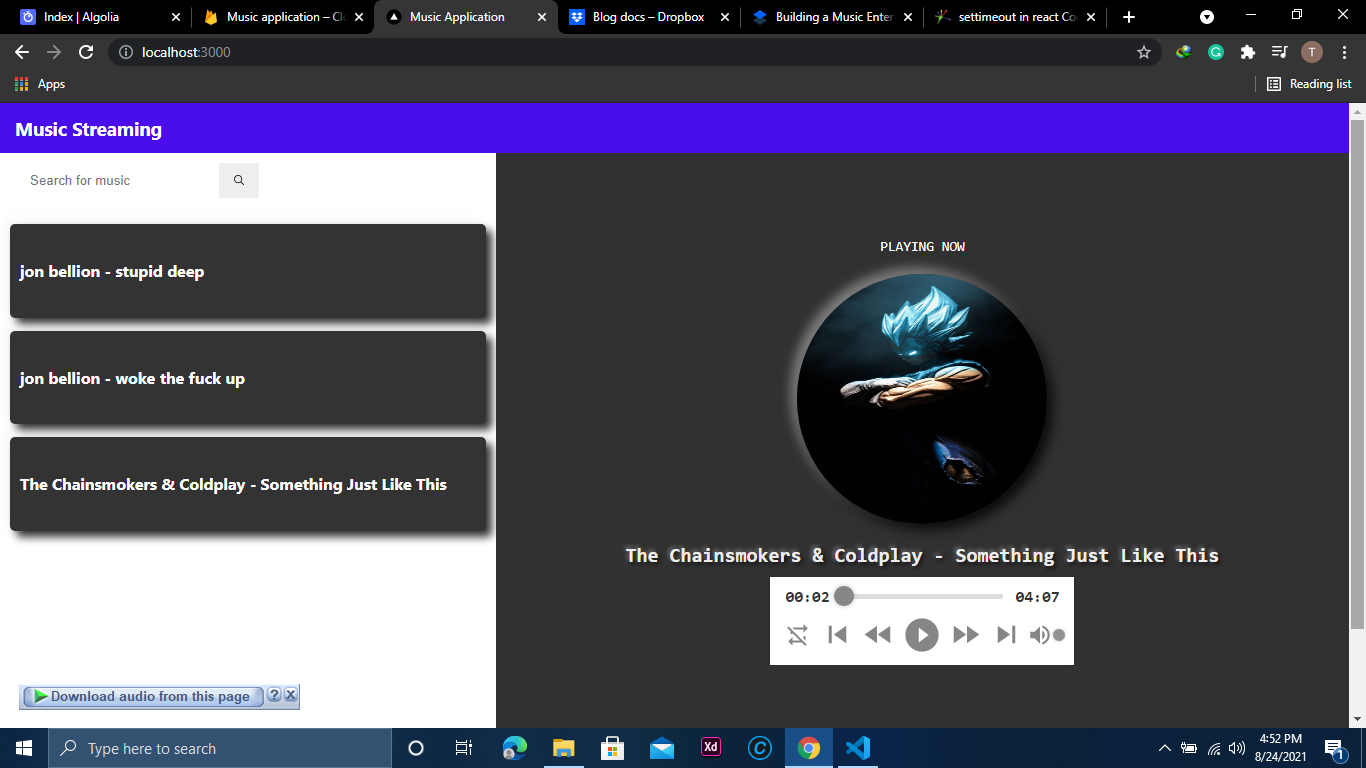 Index | Algolia
Music application – Cl
Music Application
Blog docs – Dropbox
Building a Music Enter
settimeout in react Co
localhost:3000
T
Apps
Reading list
Music Streaming
Search for music
jon bellion - stupid deep
jon bellion - woke the fuck up
The Chainsmokers & Coldplay - Something Just Like This
PLAYING NOW
The Chainsmokers & Coldplay - Something Just Like This
00:02
04:07
Download audio from this page
?
X
Type here to search
Xd
C
4:52 PM
8/24/2021
1